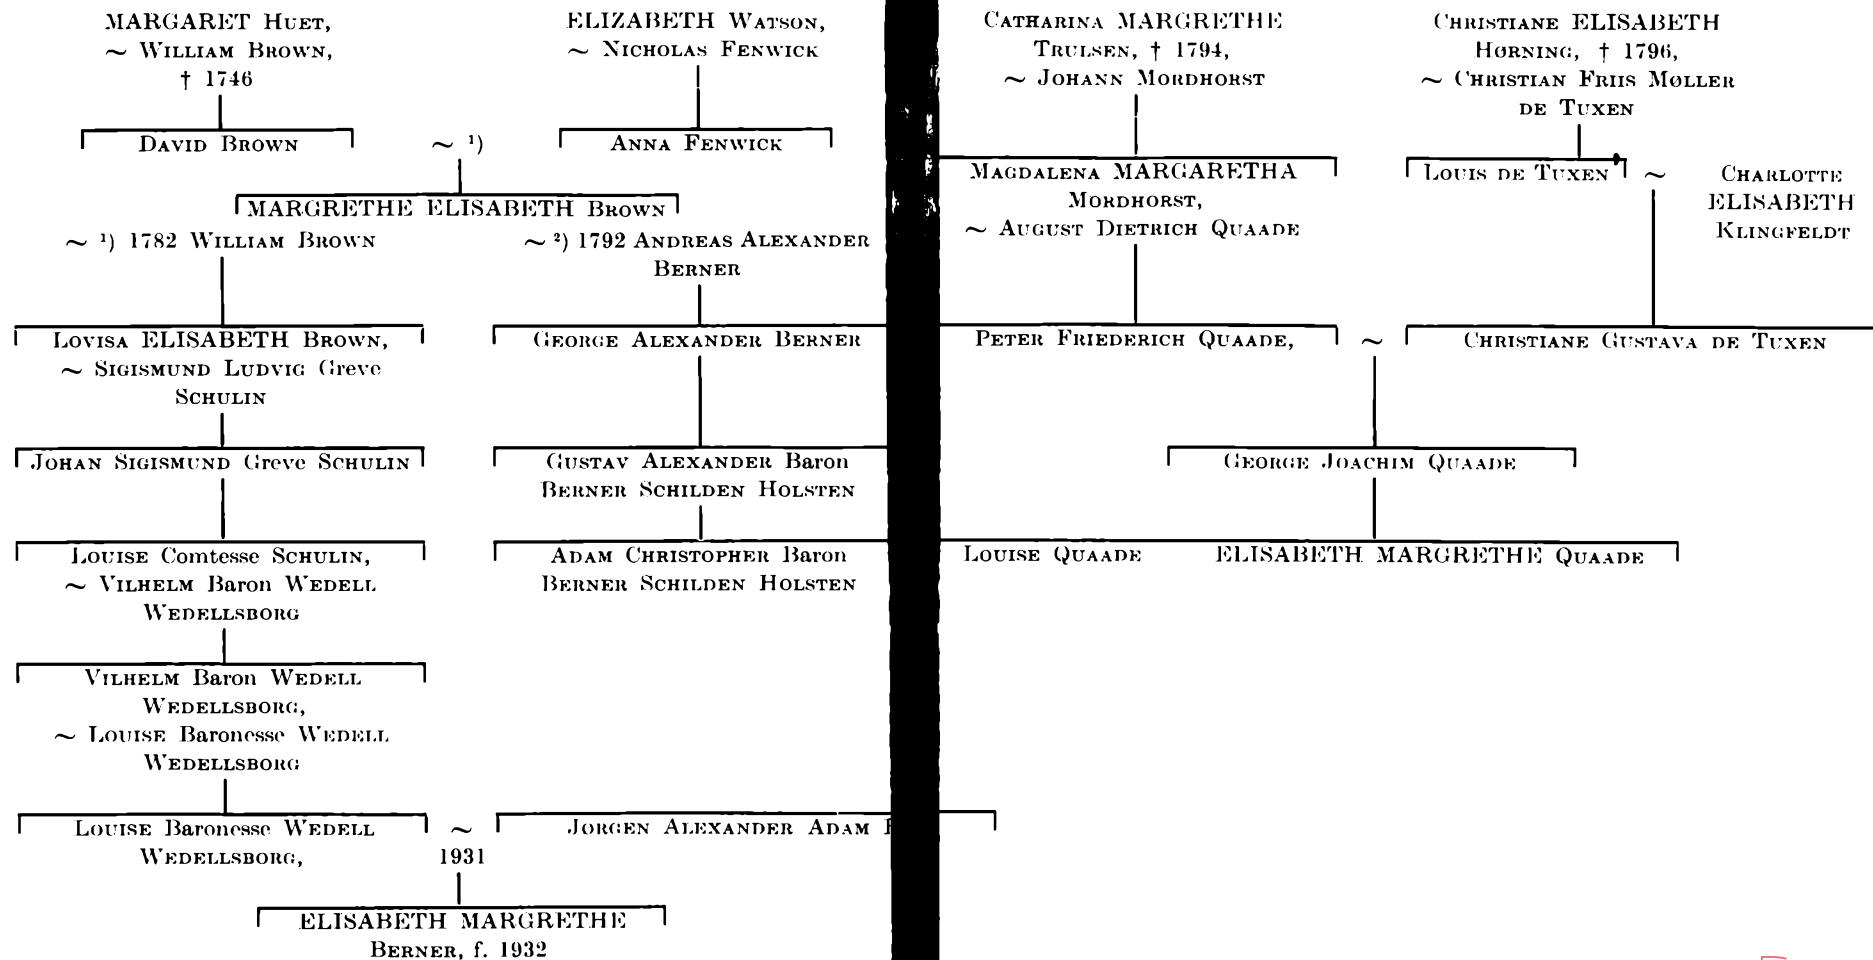 MARGARET HUET,
~ WILLIAM BROWN,
† 1746
ELIZABETH WATSON,
~ NICHOLAS FENWICK
CATHARINA MARGRETHE
TRULSEN, † 1794,
~ JOHANN MORDHORST
CHRISTIANE ELISABETH
HØRNING, † 1796,
~ CHRISTIAN FRIIS MØLLER
DE TUXEN
DAVID BROWN
~ ¹)
ANNA FENWICK
MAGDALENA MARGARETHA
MORDHORST,
~ AUGUST DIETRICH QUAADE
LOUIS DE TUXEN
~
CHARLOTTE
ELISABETH
KLINGFELDT
MARGRETHE ELISABETH BROWN
~ ¹) 1782 WILLIAM BROWN
~ ²) 1792 ANDREAS ALEXANDER
BERNER
LOVISA ELISABETH BROWN,
~ SIGISMUND LUDVIG Greve
SCHULIN
GEORGE ALEXANDER BERNER
PETER FRIEDERICH QUAADE,
~
CHRISTIANE GUSTAVA DE TUXEN
JOHAN SIGISMUND Greve SCHULIN
GUSTAV ALEXANDER Baron
BERNER SCHILDEN HOLSTEN
GEORGE JOACHIM QUAADE
LOUISE Comtesse SCHULIN,
~ VILHELM Baron WEDELL
WEDELLSBORG
ADAM CHRISTOPHER Baron
BERNER SCHILDEN HOLSTEN
LOUISE QUAADE
ELISABETH MARGRETHE QUAADE
VILHELM Baron WEDELL
WEDELLSBORG,
~ LOUISE Baronesse WEDELL
WEDELLSBORG
LOUISE Baronesse WEDELL
WEDELLSBORG,
~
1931
JØRGEN ALEXANDER ADAM
ELISABETH MARGRETHE
BERNER, f. 1932